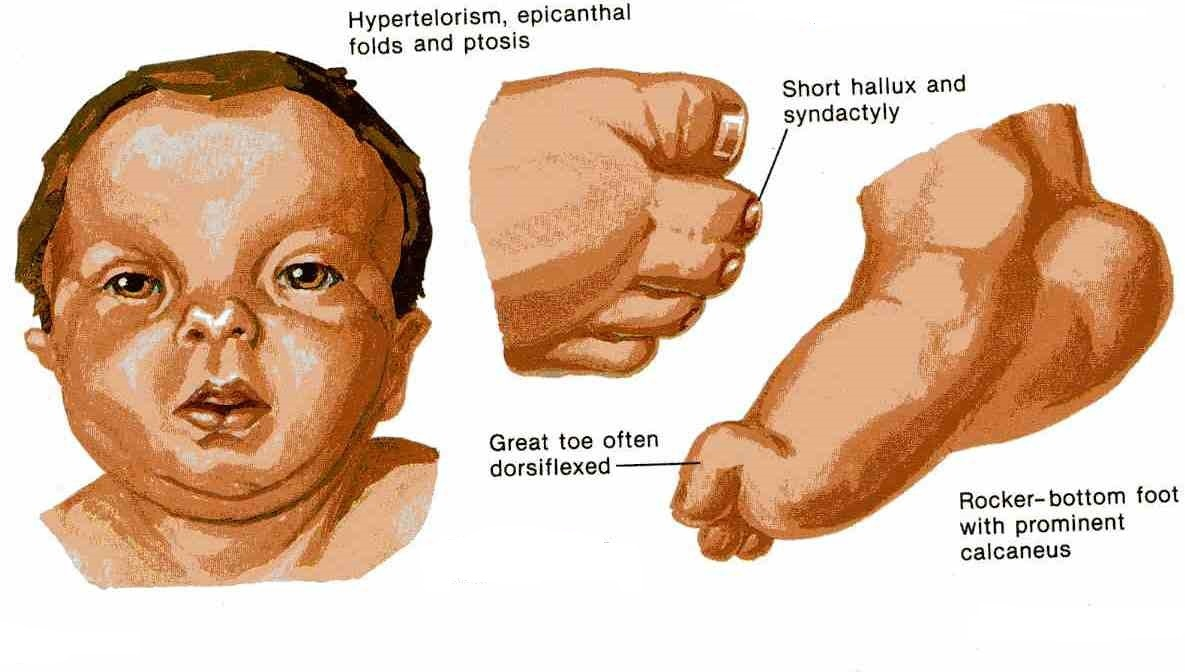 Hypertelorism, epicanthal
folds and ptosis
Short hallux and
syndactyly
Great toe often
dorsiflexed
Rocker-bottom foot
with prominent
calcaneus